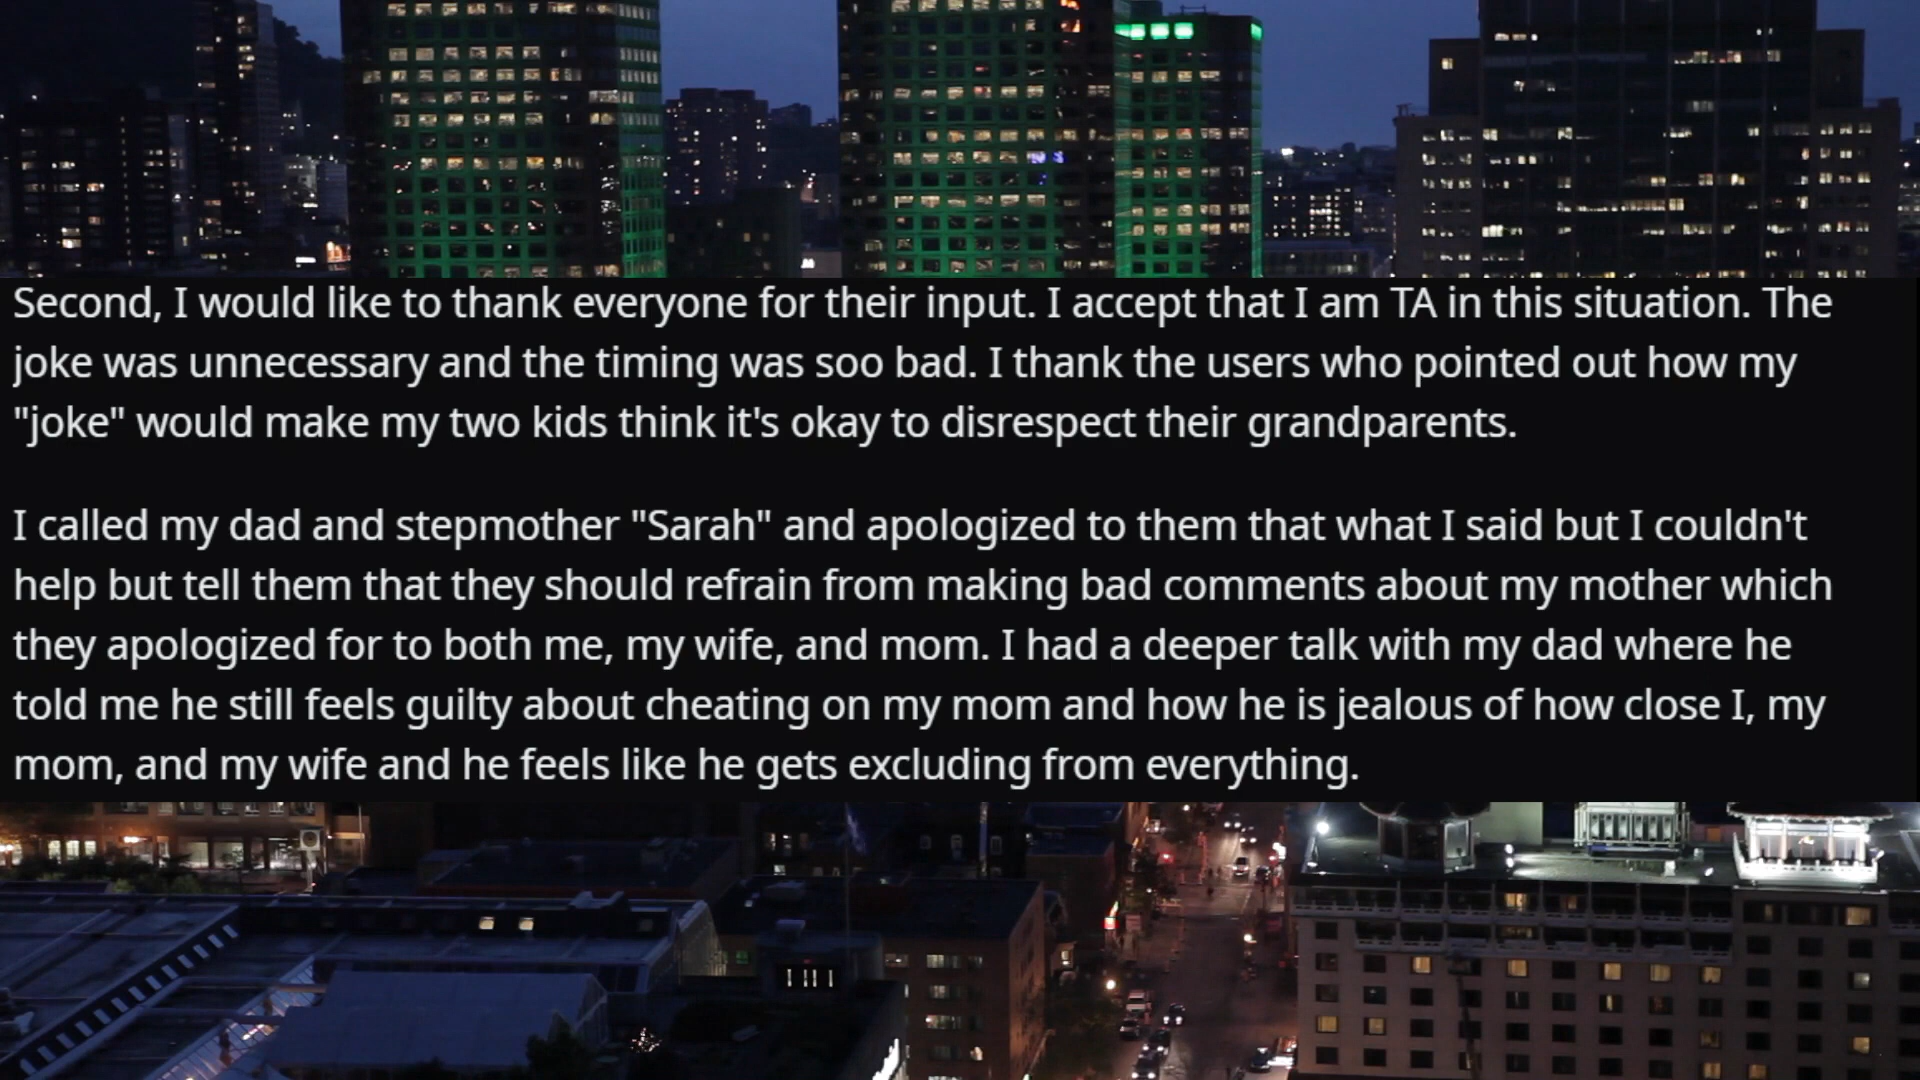 Second, I would like to thank everyone for their input. I accept that I am TA in this situation. The
joke was unnecessary and the timing was soo bad. I thank the users who pointed out how my
"joke" would make my two kids think it's okay to disrespect their grandparents.
I called my dad and stepmother "Sarah" and apologized to them that what I said but I couldn't
help but tell them that they should refrain from making bad comments about my mother which
they apologized for to both me, my wife, and mom. I had a deeper talk with my dad where he
told me he still feels guilty about cheating on my mom and how he is jealous of how close I, my
mom, and my wife and he feels like he gets excluding from everything.